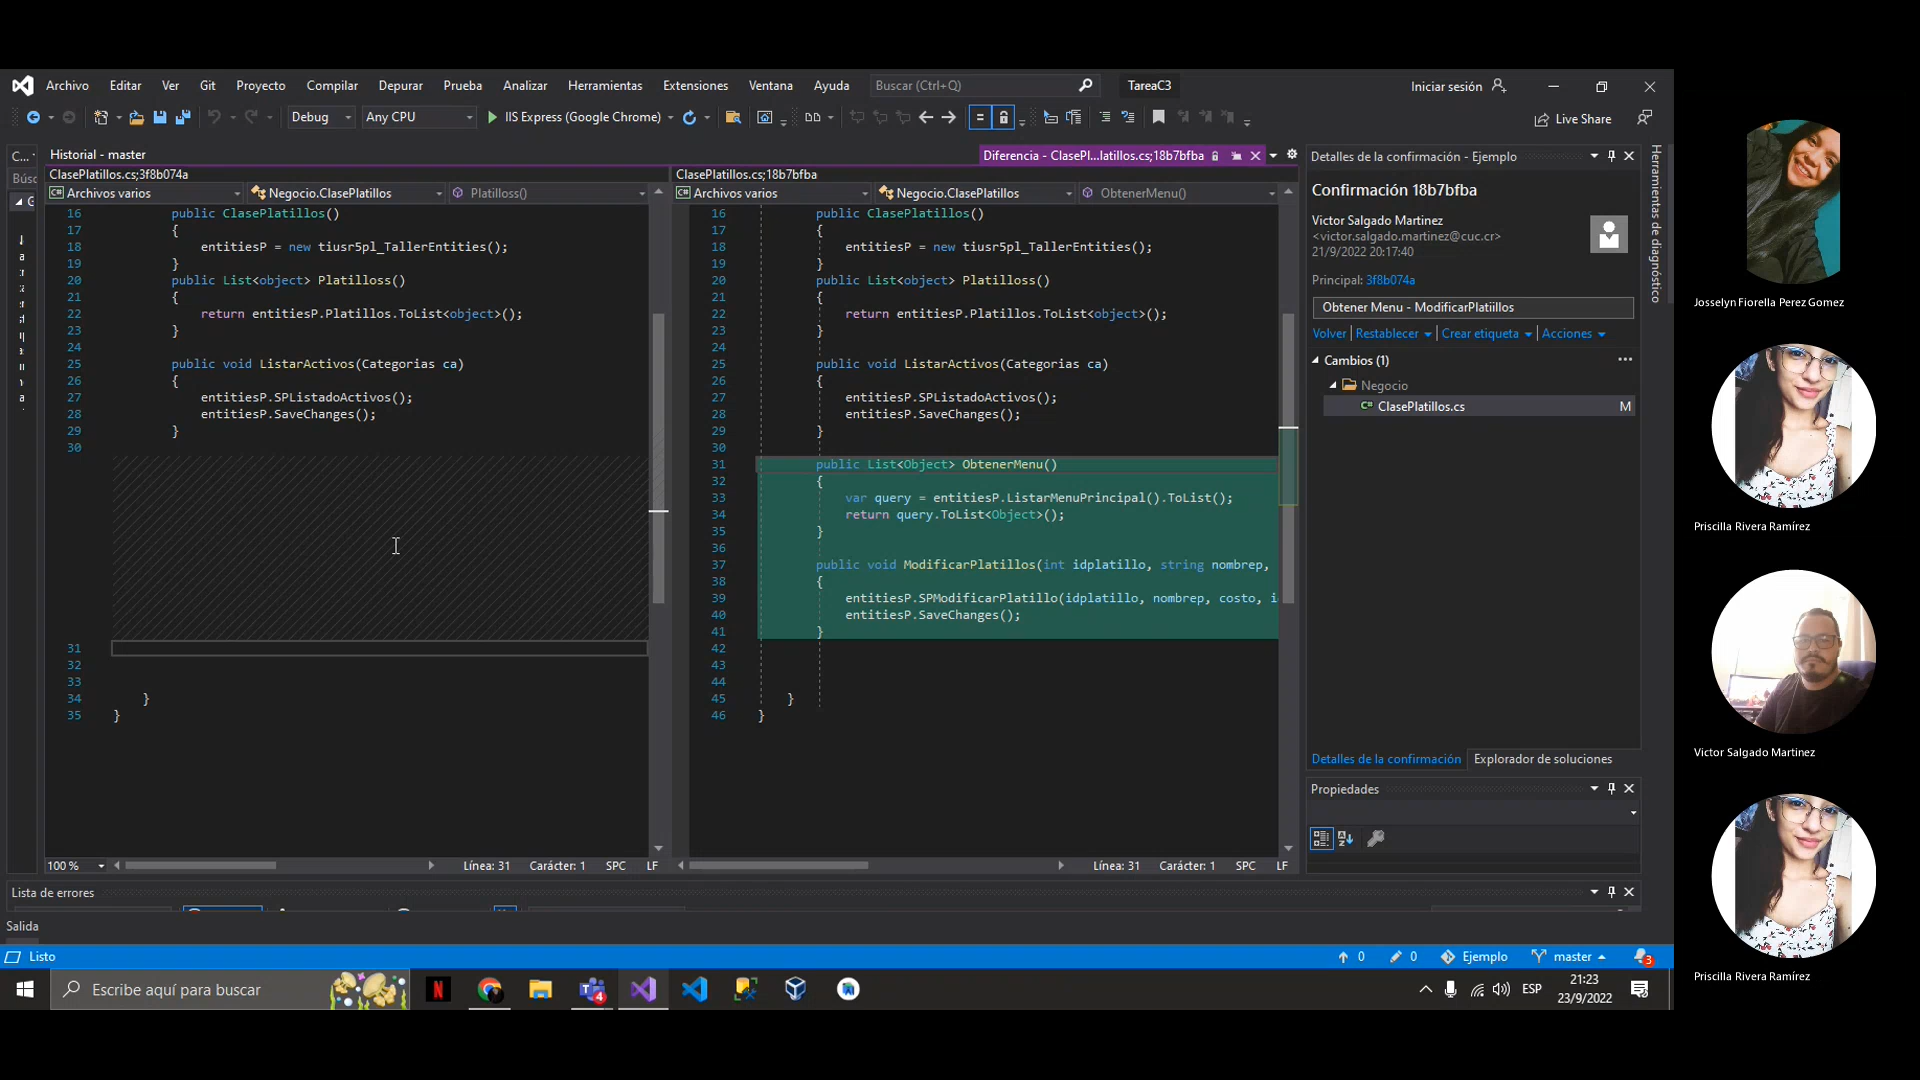 Archivo Editar Ver Git Proyecto Compilar Depurar Prueba Analizar Herramientas Extensiones Ventana Ayuda Buscar (Ctrl+Q) TareaC3 Iniciar sesión
Debug Any CPU IIS Express (Google Chrome) Live Share
C...
Historial - master
Diferencia - ClasePl...latillos.cs;18b7bfba
ClasePlatillos.cs;3f8b074a
Archivos varios Negocio.ClasePlatillos Platilloss()
16 public ClasePlatillos()
17 {
18 entitiesP = new tiusr5pl_TallerEntities();
19 }
20 public List<object> Platilloss()
21 {
22 return entitiesP.Platillos.ToList<object>();
23 }
24
25 public void ListarActivos(Categorias ca)
26 {
27 entitiesP.SPListadoActivos();
28 entitiesP.SaveChanges();
29 }
30
31
32
33
34 }
35 }
100 % Línea: 31 Carácter: 1 SPC LF
ClasePlatillos.cs;18b7bfba
Archivos varios Negocio.ClasePlatillos ObtenerMenu()
16 public ClasePlatillos()
17 {
18 entitiesP = new tiusr5pl_TallerEntities();
19 }
20 public List<object> Platilloss()
21 {
22 return entitiesP.Platillos.ToList<object>();
23 }
24
25 public void ListarActivos(Categorias ca)
26 {
27 entitiesP.SPListadoActivos();
28 entitiesP.SaveChanges();
29 }
30
31 public List<Object> ObtenerMenu()
32 {
33 var query = entitiesP.ListarMenuPrincipal().ToList();
34 return query.ToList<Object>();
35 }
36
37 public void ModificarPlatillos(int idplatillo, string nombrep,
38 {
39 entitiesP.SPModificarPlatillo(idplatillo, nombrep, costo, i
40 entitiesP.SaveChanges();
41 }
42
43
44
45 }
46 }
Línea: 31 Carácter: 1 SPC LF
Detalles de la confirmación - Ejemplo
Confirmación 18b7bfba
Victor Salgado Martinez
<victor.salgado.martinez@cuc.cr>
21/9/2022 20:17:40
Principal: 3f8b074a
Obtener Menu - ModificarPlatiillos
Volver Restablecer Crear etiqueta Acciones
Cambios (1)
Negocio
ClasePlatillos.cs M
Detalles de la confirmación Explorador de soluciones
Propiedades
Herramientas de diagnóstico
Lista de errores
Salida
Listo 0 0 Ejemplo master 3
Escribe aquí para buscar
4
ESP
21:23
23/9/2022
Josselyn Fiorella Perez Gomez
Priscilla Rivera Ramírez
Victor Salgado Martinez
Priscilla Rivera Ramírez